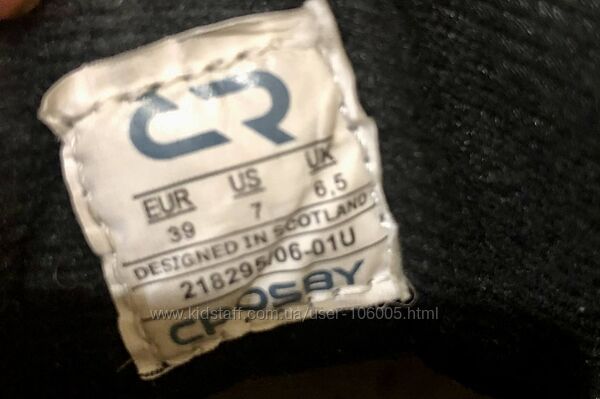 CR
EUR US UK
39 7 6,5
DESIGNED IN SCOTLAND
218295/06-01U
CROSBY
www.kidstaff.com.ua/user-106005.html